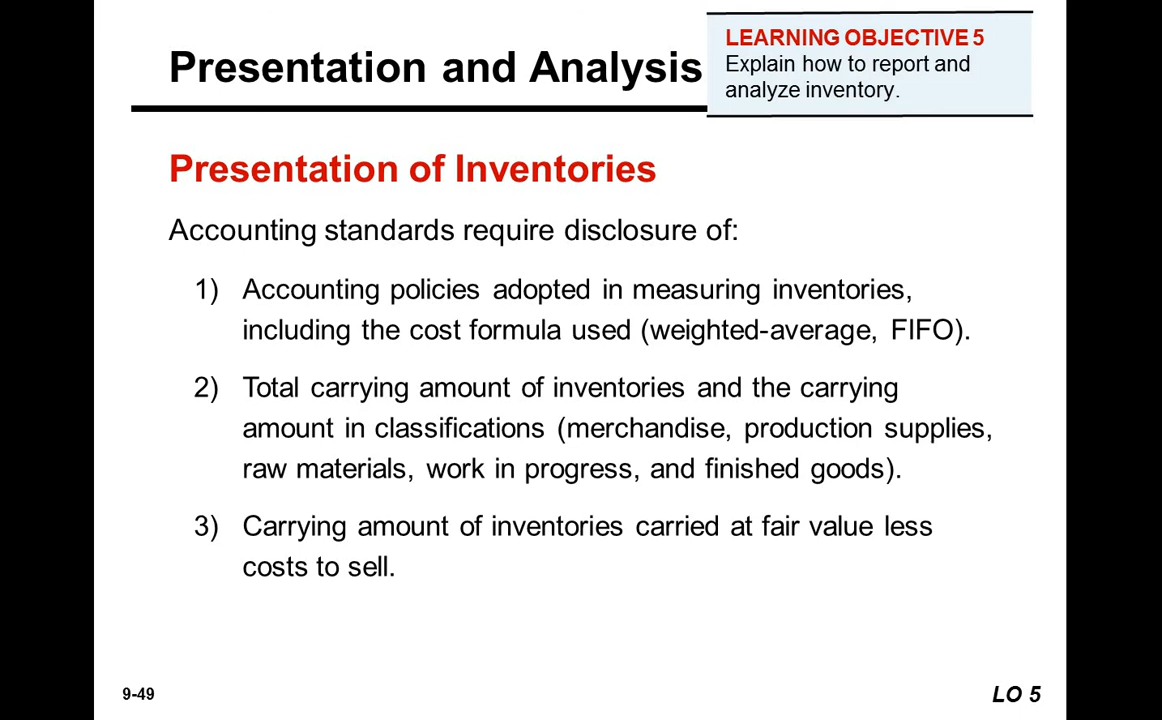 Presentation and Analysis
LEARNING OBJECTIVE 5
Explain how to report and
analyze inventory.
Presentation of Inventories
Accounting standards require disclosure of:
1) Accounting policies adopted in measuring inventories,
including the cost formula used (weighted-average, FIFO).
2) Total carrying amount of inventories and the carrying
amount in classifications (merchandise, production supplies,
raw materials, work in progress, and finished goods).
3) Carrying amount of inventories carried at fair value less
costs to sell.
9-49
LO 5